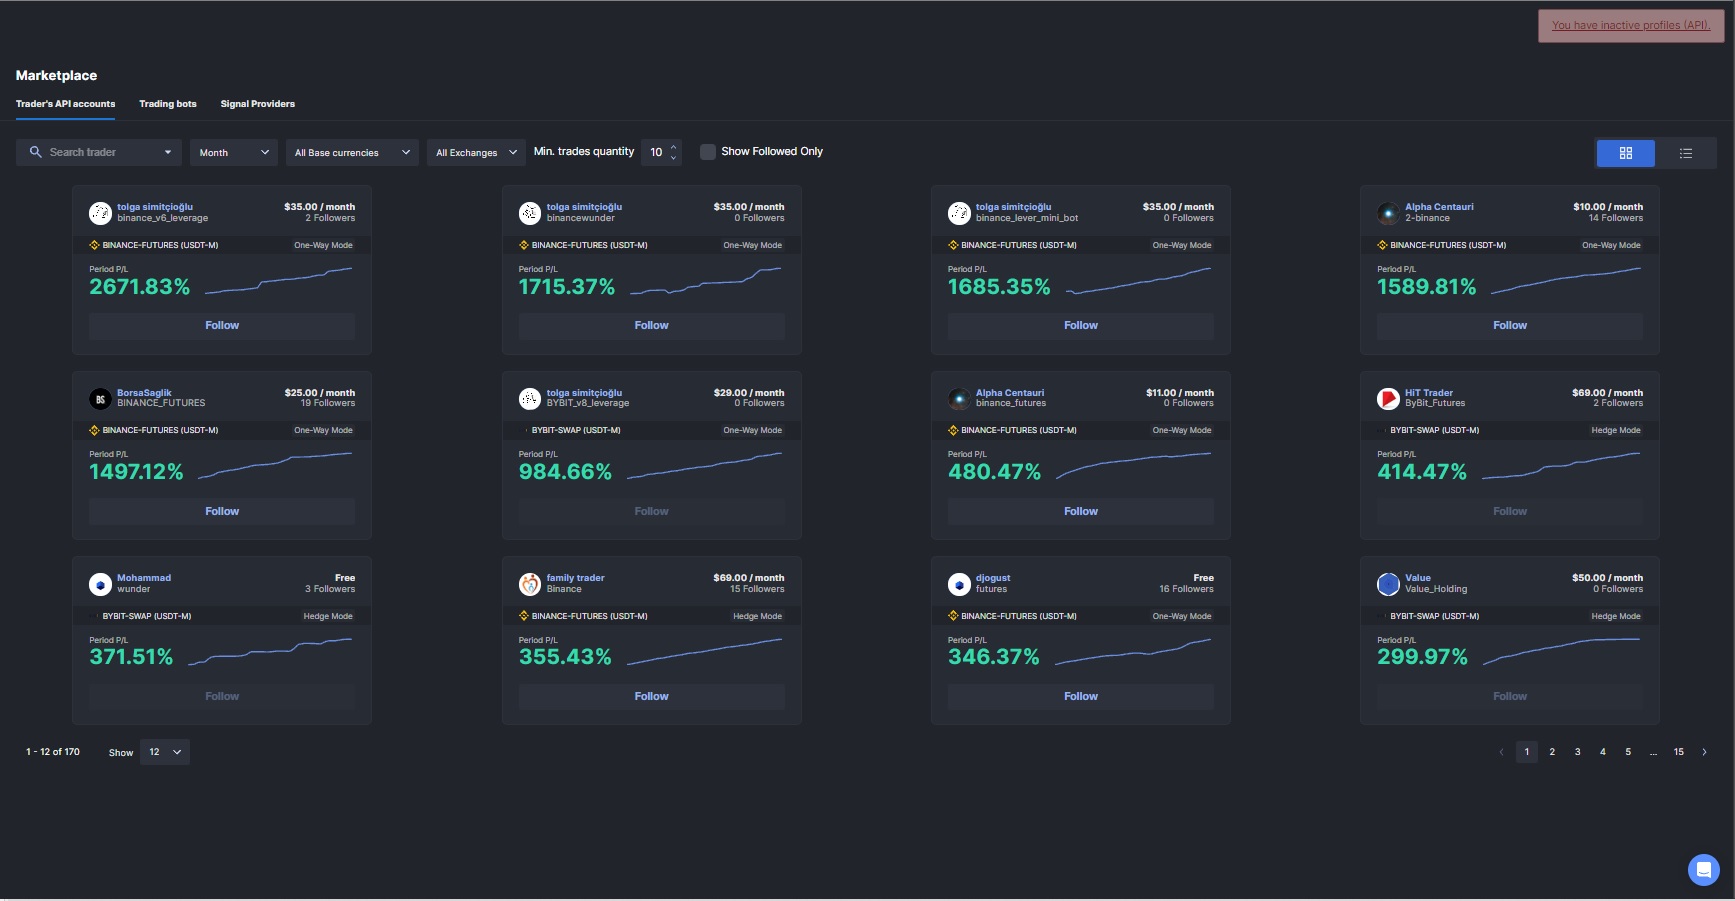 You have inactive profiles (API).
Marketplace
Trader's API accounts Trading bots Signal Providers
Search trader Month All Base currencies All Exchanges Min. trades quantity 10 Show Followed Only
tolga simitçioğlu $35.00 / month
binance_v6_leverage 2 Followers
BINANCE-FUTURES (USDT-M) One-Way Mode
Period P/L
2671.83%
Follow
tolga simitçioğlu $35.00 / month
binancewunder 0 Followers
BINANCE-FUTURES (USDT-M) One-Way Mode
Period P/L
1715.37%
Follow
tolga simitçioğlu $35.00 / month
binance_lever_mini_bot 0 Followers
BINANCE-FUTURES (USDT-M) One-Way Mode
Period P/L
1685.35%
Follow
Alpha Centauri $10.00 / month
2-binance 14 Followers
BINANCE-FUTURES (USDT-M) One-Way Mode
Period P/L
1589.81%
Follow
BS
BorsaSaglik $25.00 / month
BINANCE_FUTURES 19 Followers
BINANCE-FUTURES (USDT-M) One-Way Mode
Period P/L
1497.12%
Follow
tolga simitçioğlu $29.00 / month
BYBIT_v8_leverage 0 Followers
BYBIT-SWAP (USDT-M) One-Way Mode
Period P/L
984.66%
Follow
Alpha Centauri $11.00 / month
binance_futures 0 Followers
BINANCE-FUTURES (USDT-M) One-Way Mode
Period P/L
480.47%
Follow
HiT Trader $69.00 / month
ByBit_Futures 2 Followers
BYBIT-SWAP (USDT-M) Hedge Mode
Period P/L
414.47%
Follow
Mohammad Free
wunder 3 Followers
BYBIT-SWAP (USDT-M) Hedge Mode
Period P/L
371.51%
Follow
family trader $69.00 / month
Binance 15 Followers
BINANCE-FUTURES (USDT-M) Hedge Mode
Period P/L
355.43%
Follow
djogust Free
futures 16 Followers
BINANCE-FUTURES (USDT-M) One-Way Mode
Period P/L
346.37%
Follow
Value $50.00 / month
Value_Holding 0 Followers
BYBIT-SWAP (USDT-M) Hedge Mode
Period P/L
299.97%
Follow
1 - 12 of 170 Show 12 1 2 3 4 5 ... 15